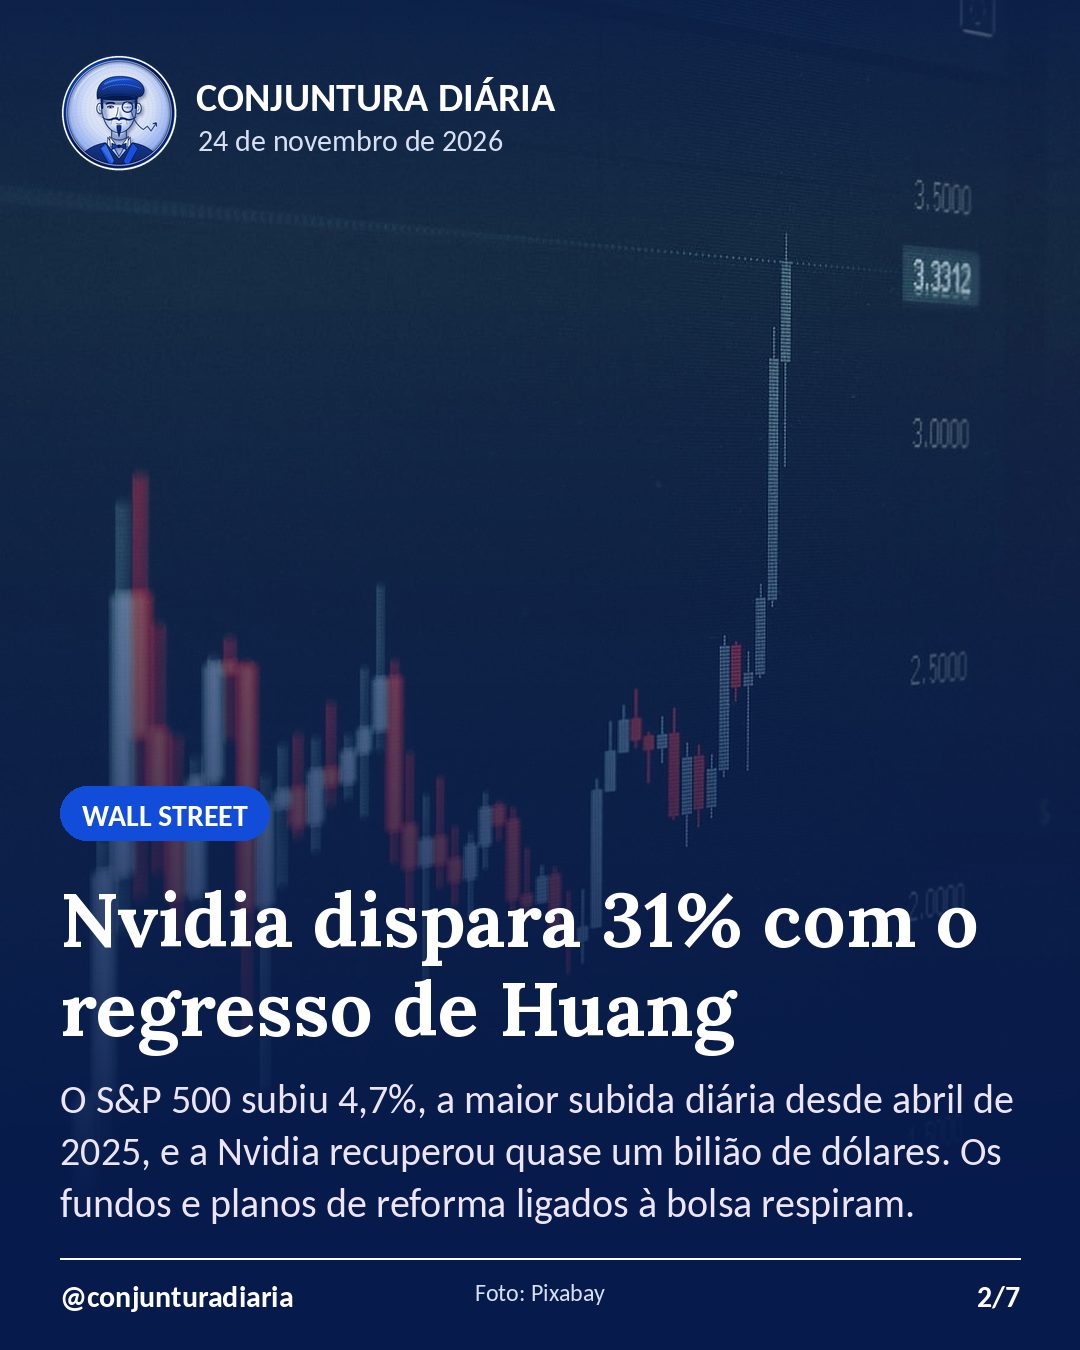 CONJUNTURA DIÁRIA
24 de novembro de 2026
3.5000
3.3312
3.0000
2.5000
2.0000
WALL STREET
Nvidia dispara 31% com o
regresso de Huang
O S&P 500 subiu 4,7%, a maior subida diária desde abril de
2025, e a Nvidia recuperou quase um bilião de dólares. Os
fundos e planos de reforma ligados à bolsa respiram.
@conjunturadiaria
Foto: Pixabay
2/7